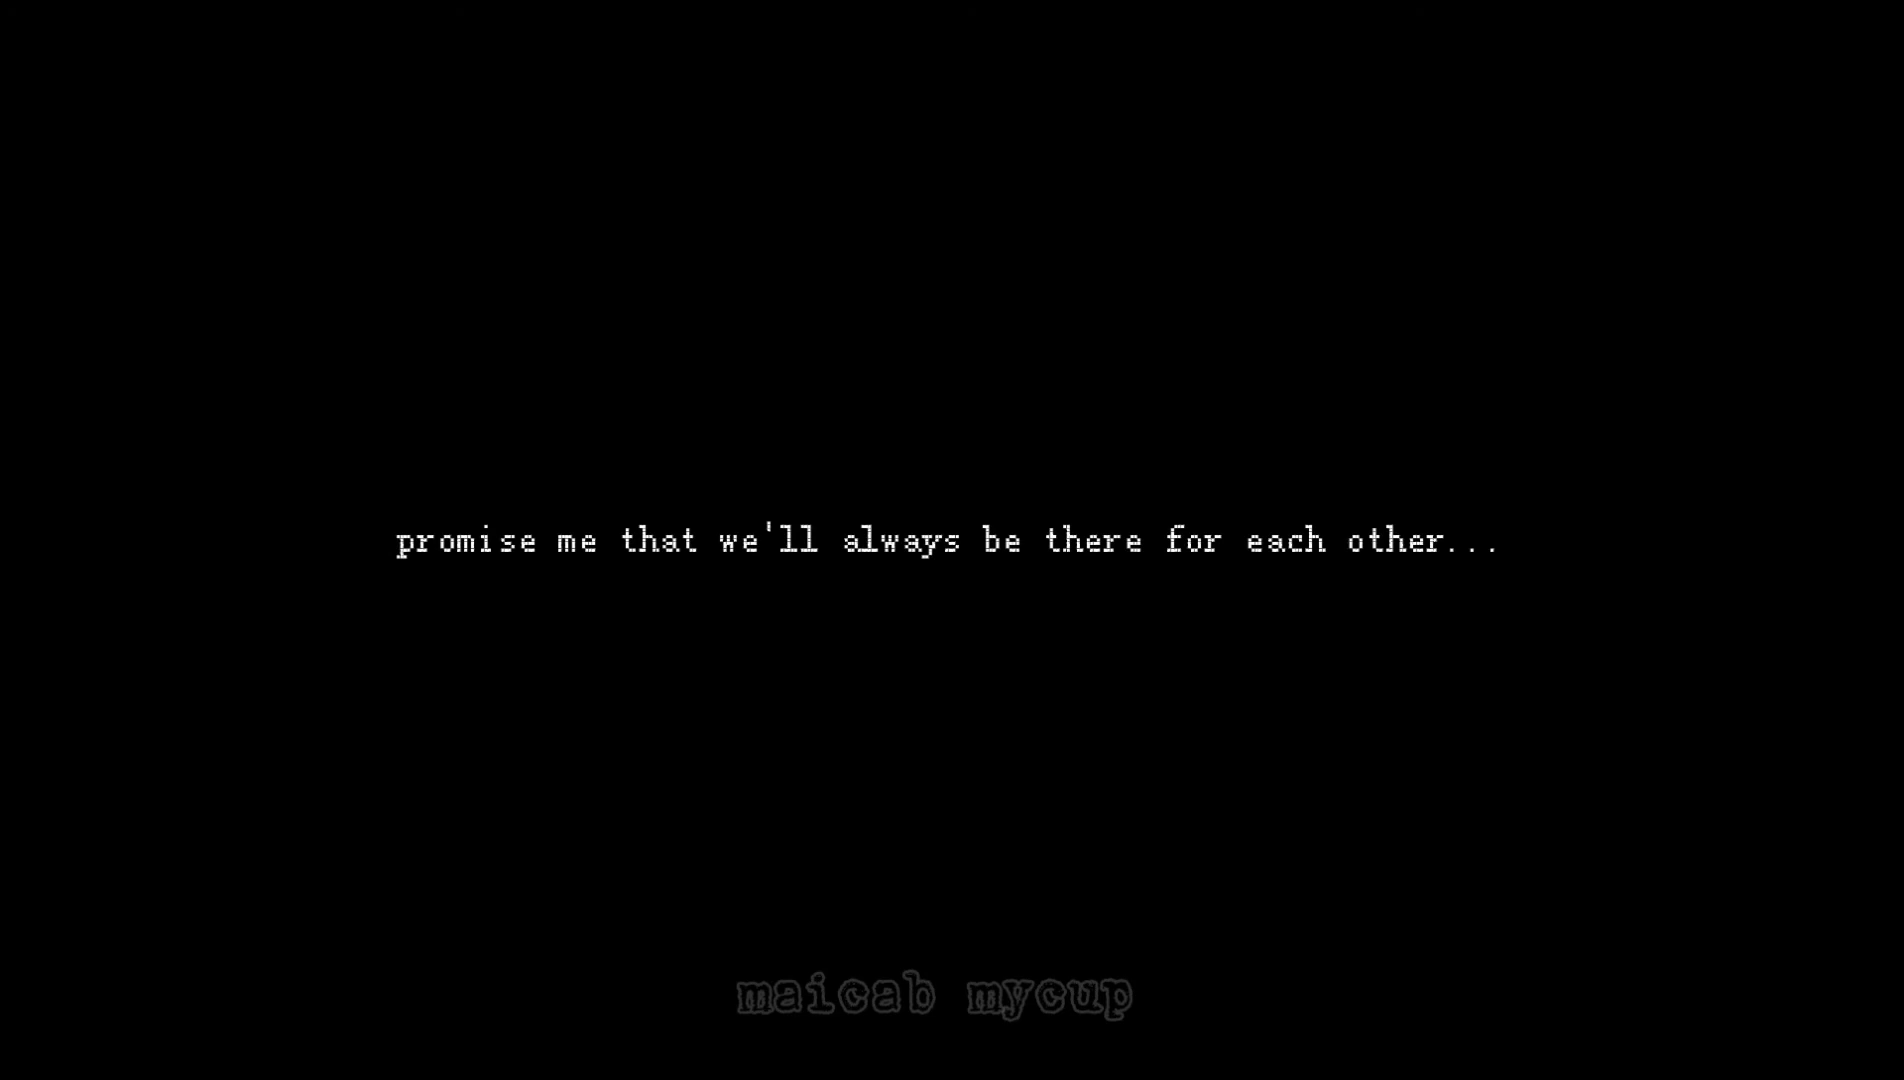 promise me that we'll always be there for each other...
maicab mycup